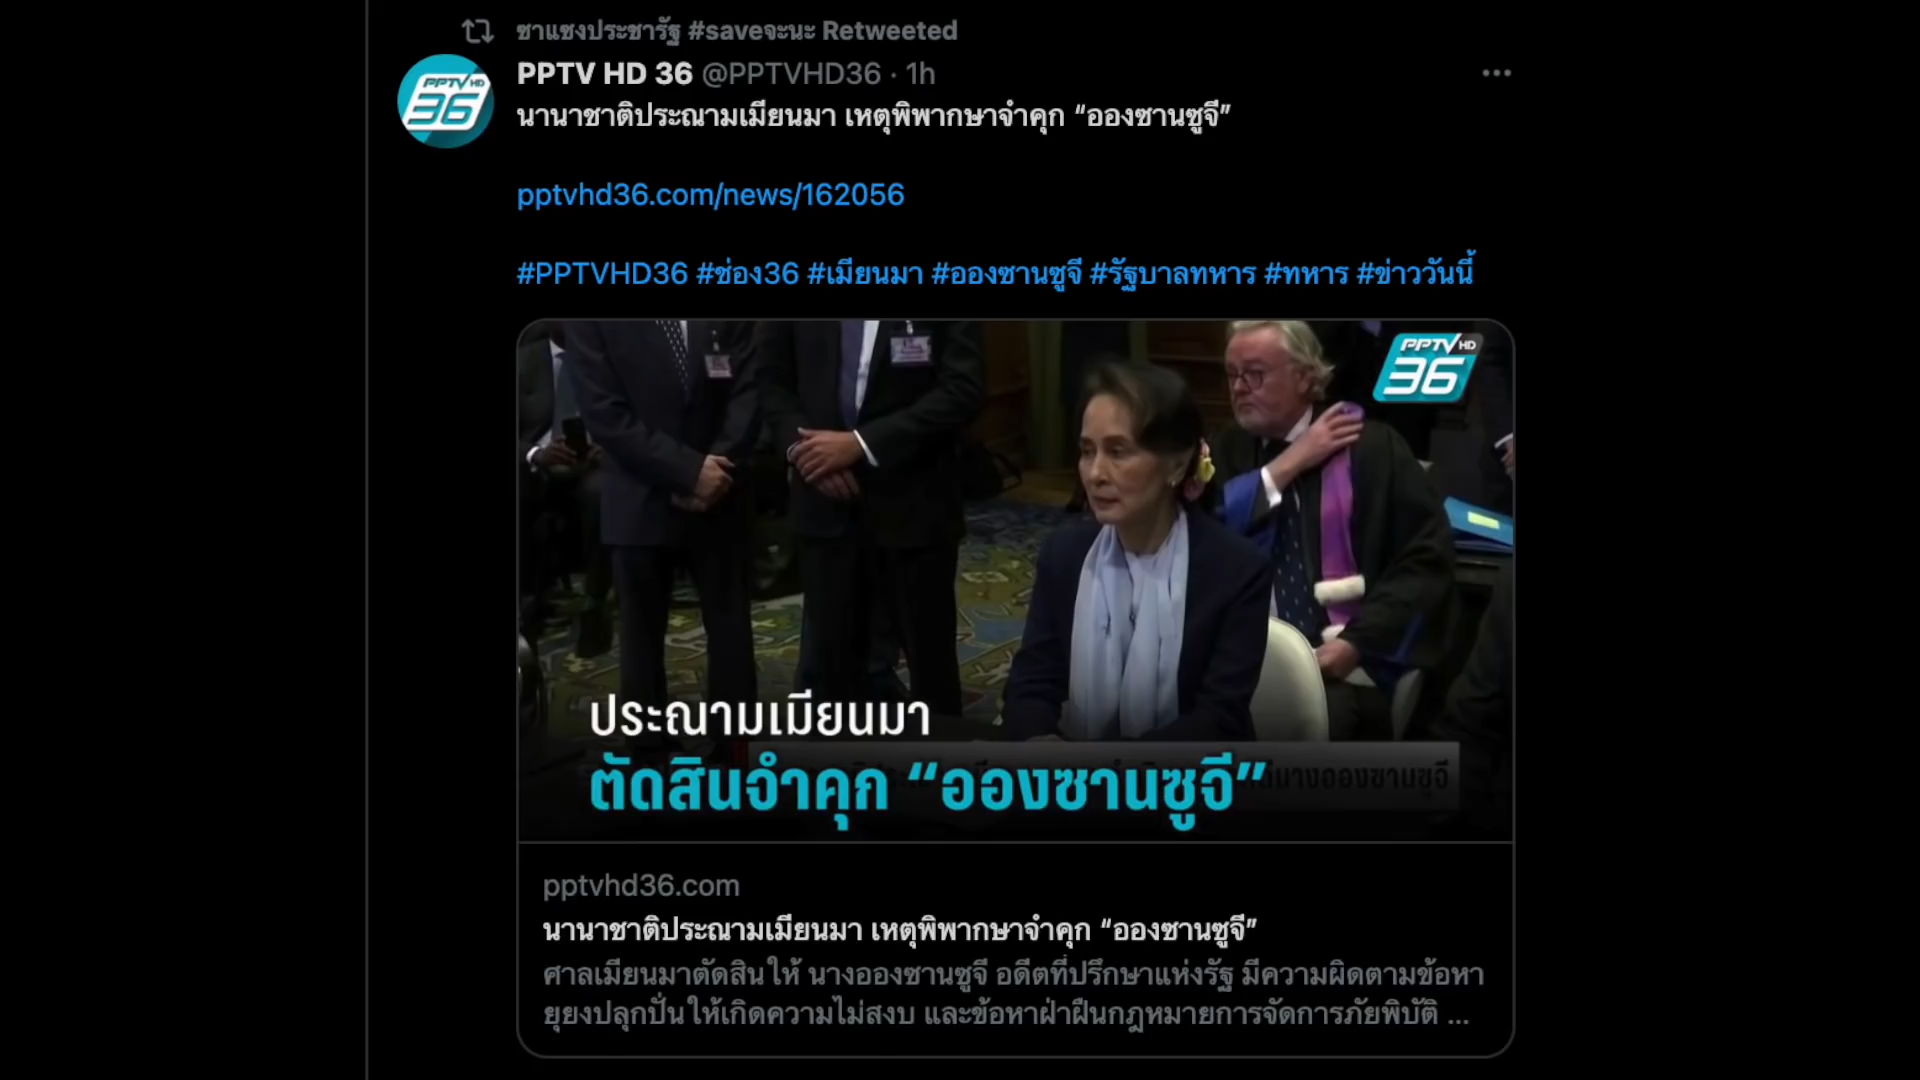 ซาแซงประชารัฐ #saveจะนะ Retweeted
PPTV HD 36 @PPTVHD36 · 1h
นานาชาติประณามเมียนมา เหตุพิพากษาจำคุก “อองซานซูจี”
pptvhd36.com/news/162056
#PPTVHD36 #ช่อง36 #เมียนมา #อองซานซูจี #รัฐบาลทหาร #ทหาร #ข่าววันนี้
PPTV HD
36
PPTV HD
36
ประณามเมียนมา
ตัดสินจำคุก “อองซานซูจี”
นางอองซานซูจี
pptvhd36.com
นานาชาติประณามเมียนมา เหตุพิพากษาจำคุก “อองซานซูจี”
ศาลเมียนมาตัดสินให้ นางอองซานซูจี อดีตที่ปรึกษาแห่งรัฐ มีความผิดตามข้อหา
ยุยงปลุกปั่นให้เกิดความไม่สงบ และข้อหาฝ่าฝืนกฎหมายการจัดการภัยพิบัติ ...